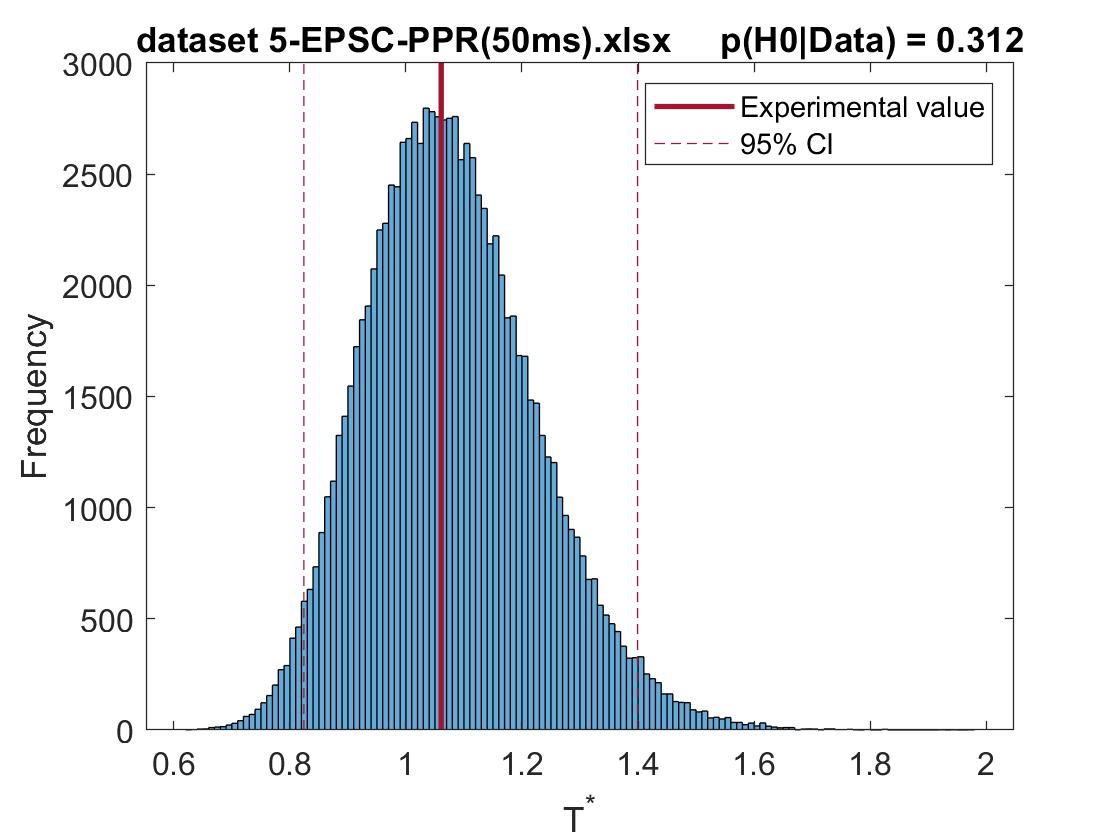 dataset 5-EPSC-PPR(50ms).xlsx p(H0|Data) = 0.312
Experimental value
95% CI
3000
2500
2000
1500
1000
500
0
Frequency
0.6 0.8 1 1.2 1.4 1.6 1.8 2
T*